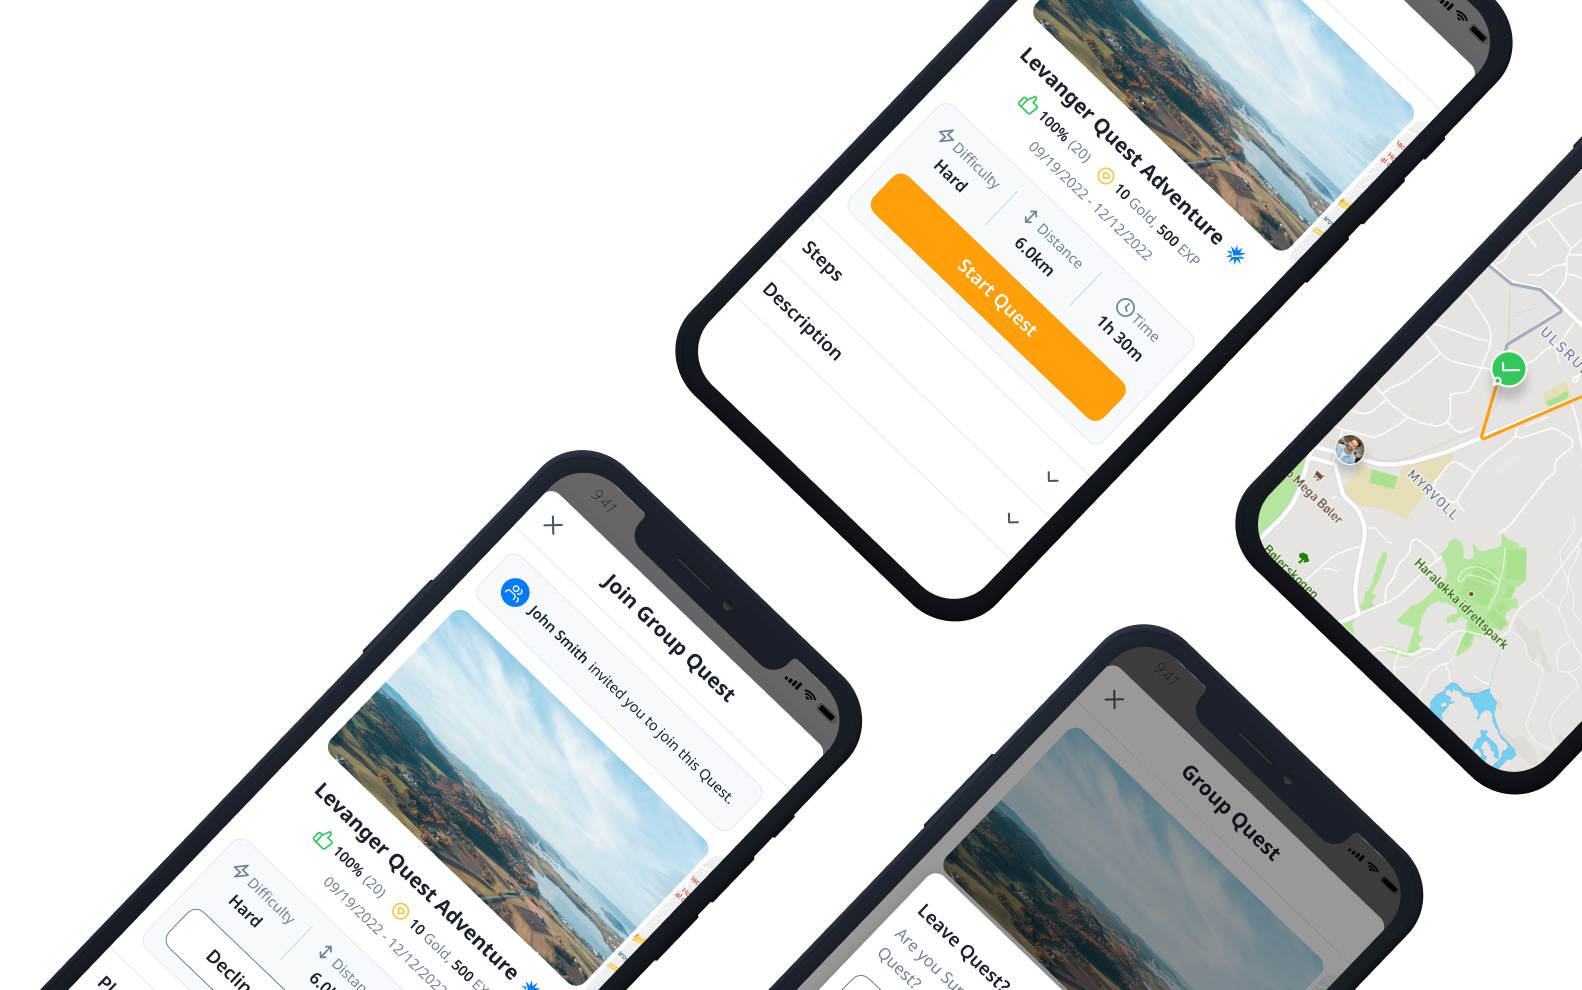 Levanger Quest Adventure
100% (20)
10 Gold, 500 EXP
09/19/2022 - 12/12/2022
Difficulty
Hard
Distance
6.0km
Time
1h 30m
Start Quest
Steps
Description
ULSRU
MYRVOLL
Mega Bøler
Bølerskogen
Haraløkka idrettspark
9:41
Join Group Quest
John Smith invited you to join this Quest.
Levanger Quest Adventure
100% (20)
10 Gold, 500 EX
09/19/2022 - 12/12/2022
Difficulty
Hard
Distan
6.0
Declin
Pl
9:41
Group Quest
Leave Quest?
Are you Sur
Quest?